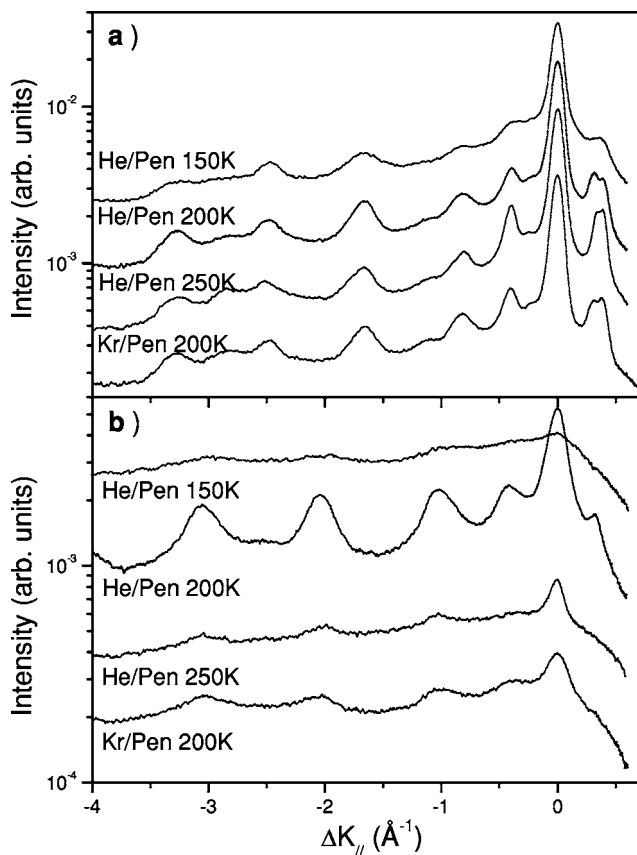 a)
10⁻²
He/Pen 150K
He/Pen 200K
10⁻³
He/Pen 250K
Kr/Pen 200K
Intensity (arb. units)
b)
He/Pen 150K
10⁻³
He/Pen 200K
He/Pen 250K
Kr/Pen 200K
10⁻⁴
Intensity (arb. units)
-4 -3 -2 -1 0
ΔK// (Å⁻¹)